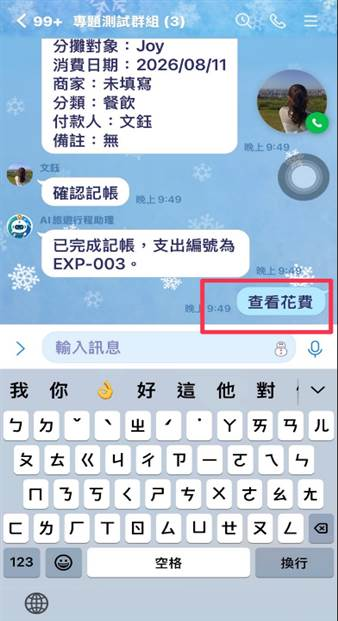 99+ 專題測試群組 (3)
分攤對象：Joy
消費日期：2026/08/11
商家：未填寫
分類：餐飲
付款人：文鈺
備註：無
晚上 9:49
文鈺
確認記帳
晚上 9:49
AI旅遊行程助理
已完成記帳，支出編號為
EXP-003。
晚上 9:49
晚上 9:49
查看花費
輸入訊息
我 你 👌 好 這 他 對
ㄅ ㄉ ˇ ˋ ㄓ ˊ ˙ ㄚ ㄞ ㄢ ㄦ
ㄆ ㄊ ㄍ ㄐ ㄔ ㄗ ㄧ ㄛ ㄟ ㄣ
ㄇ ㄋ ㄎ ㄑ ㄕ ㄘ ㄨ ㄜ ㄠ ㄤ
ㄈ ㄌ ㄏ ㄒ ㄖ ㄙ ㄩ ㄝ ㄡ ㄥ
123 空格 換行